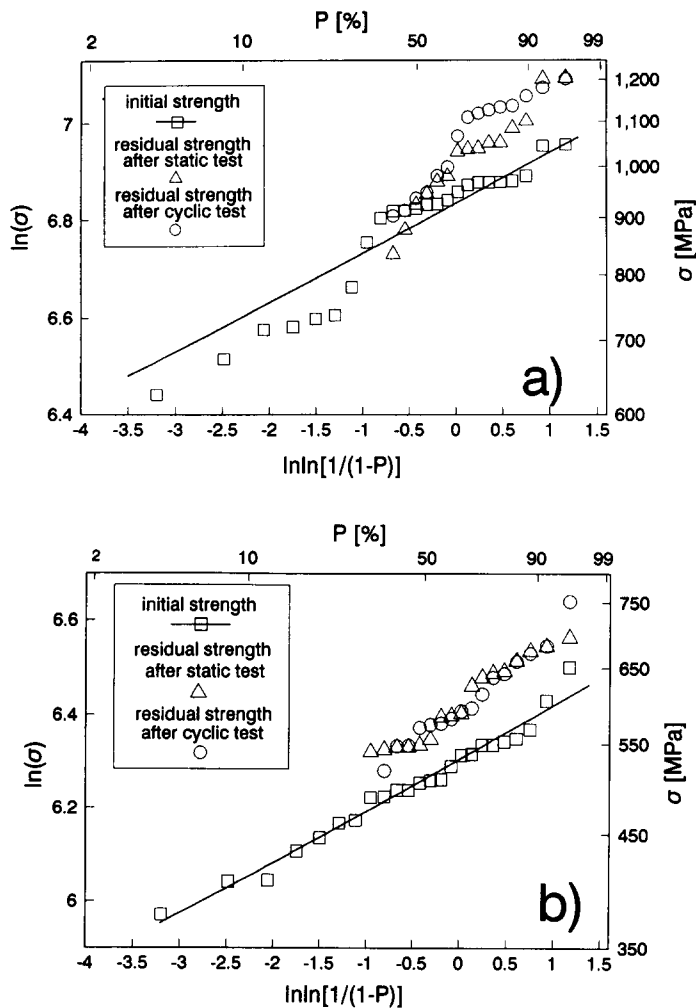 P [%]
2 10 50 90 99
initial strength
residual strength
after static test
residual strength
after cyclic test
7
6.8
6.6
6.4
ln(σ)
1,200
1,100
1,000
900
800
700
600
σ [MPa]
a)
-4 -3.5 -3 -2.5 -2 -1.5 -1 -0.5 0 0.5 1 1.5
lnln[1/(1-P)]
P [%]
2 10 50 90 99
initial strength
residual strength
after static test
residual strength
after cyclic test
6.6
6.4
6.2
6
ln(σ)
750
650
550
450
350
σ [MPa]
b)
-4 -3.5 -3 -2.5 -2 -1.5 -1 -0.5 0 0.5 1 1.5
lnln[1/(1-P)]